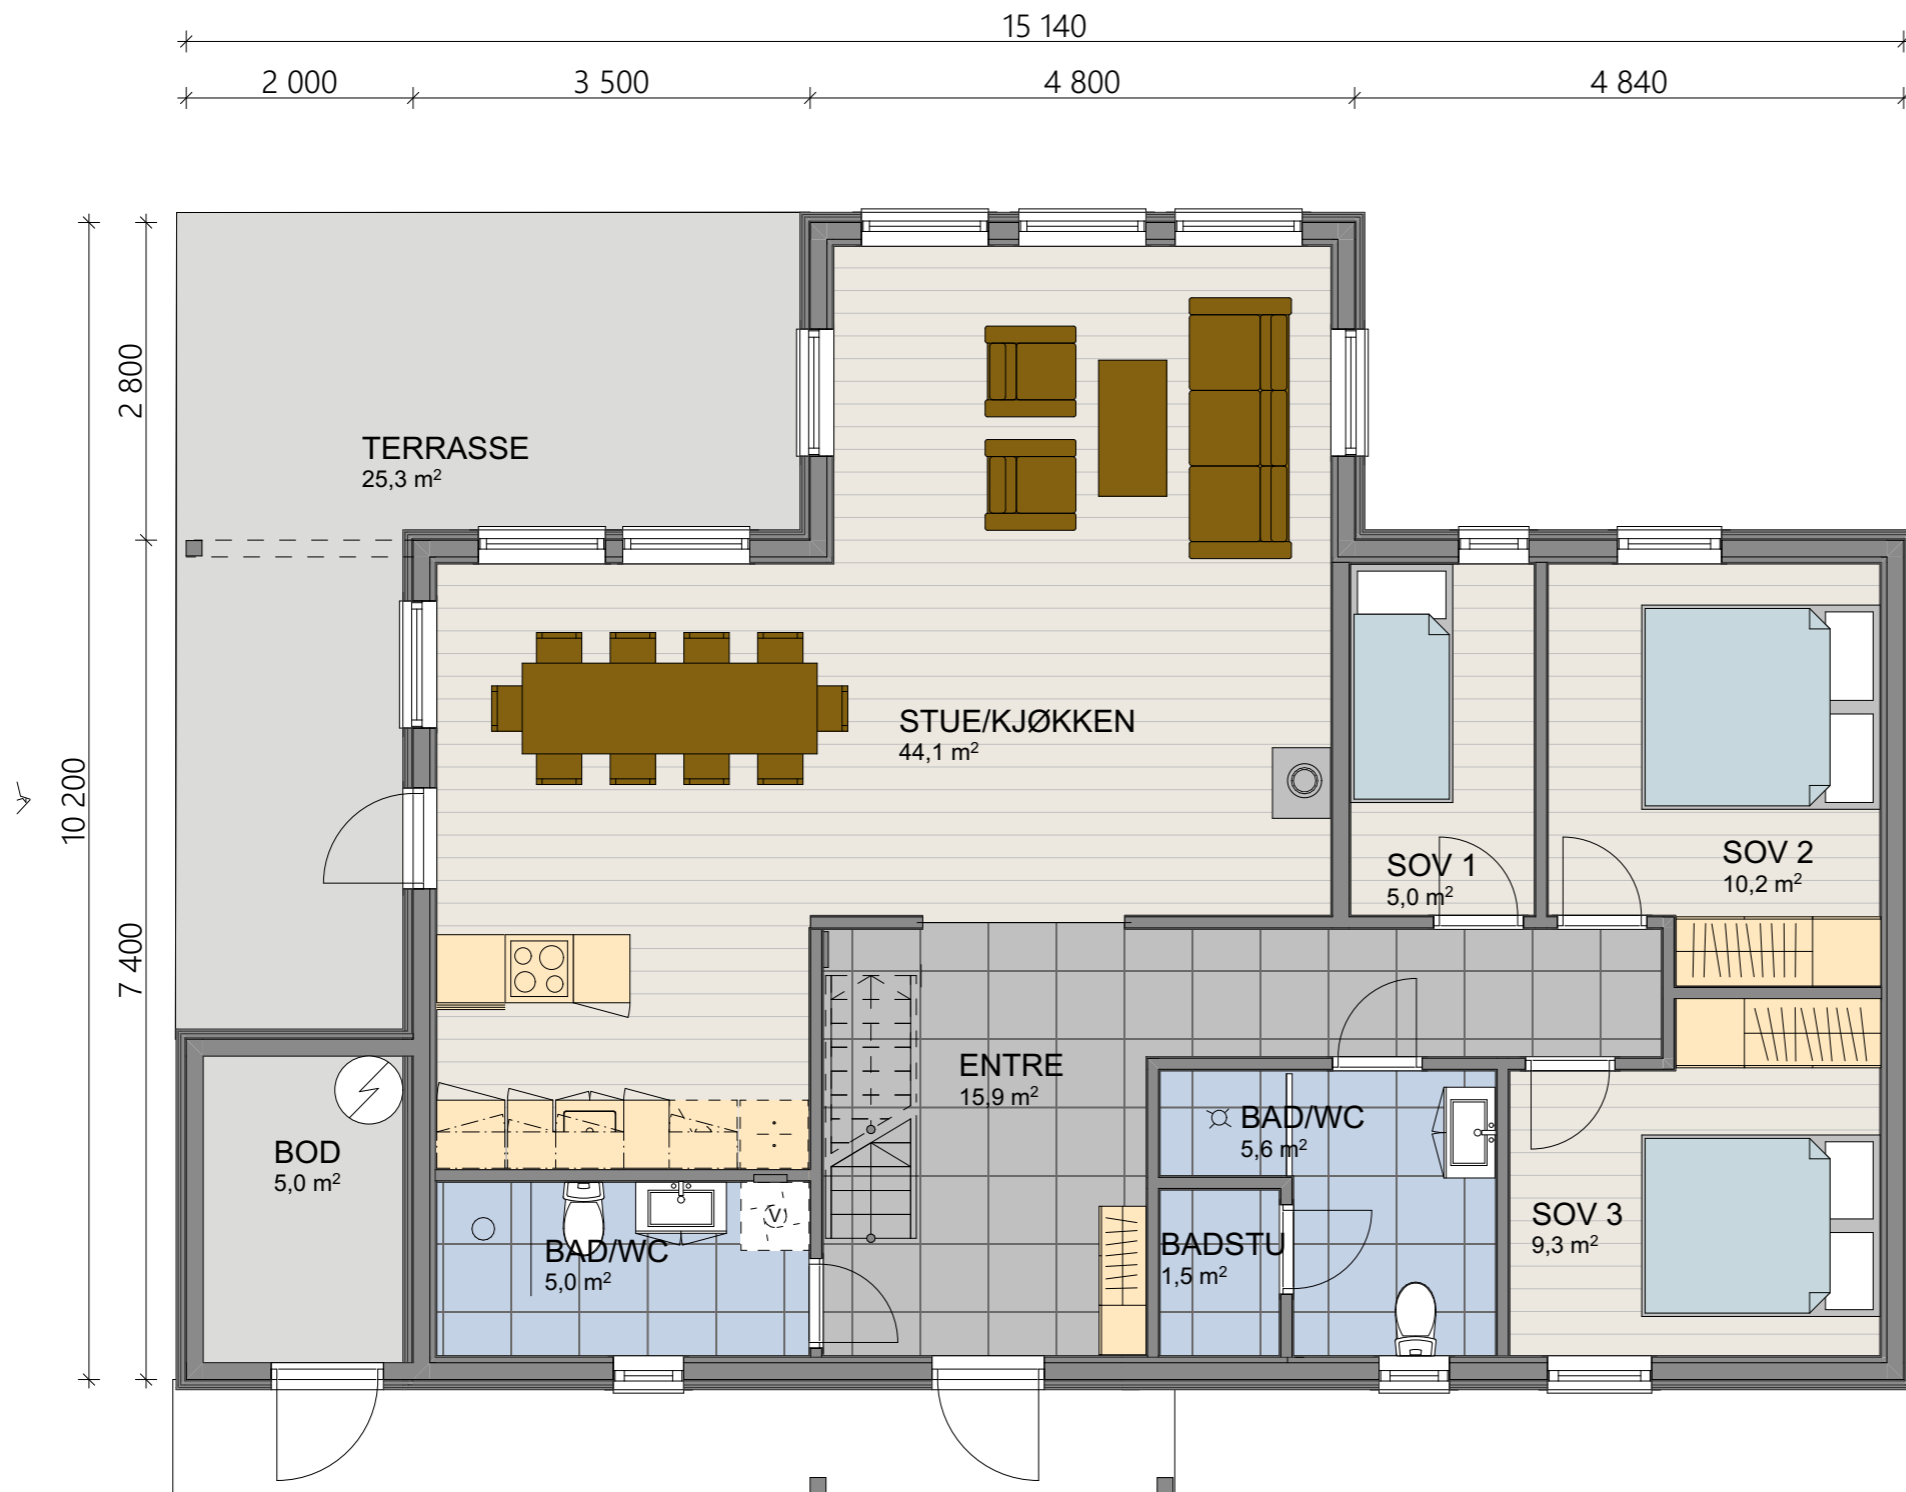 15 140
2 000
3 500
4 800
4 840
2 800
10 200
7 400
TERRASSE
25,3 m²
STUE/KJØKKEN
44,1 m²
SOV 1
5,0 m²
SOV 2
10,2 m²
ENTRE
15,9 m²
BAD/WC
5,6 m²
BOD
5,0 m²
BAD/WC
5,0 m²
V
BADSTU
1,5 m²
SOV 3
9,3 m²